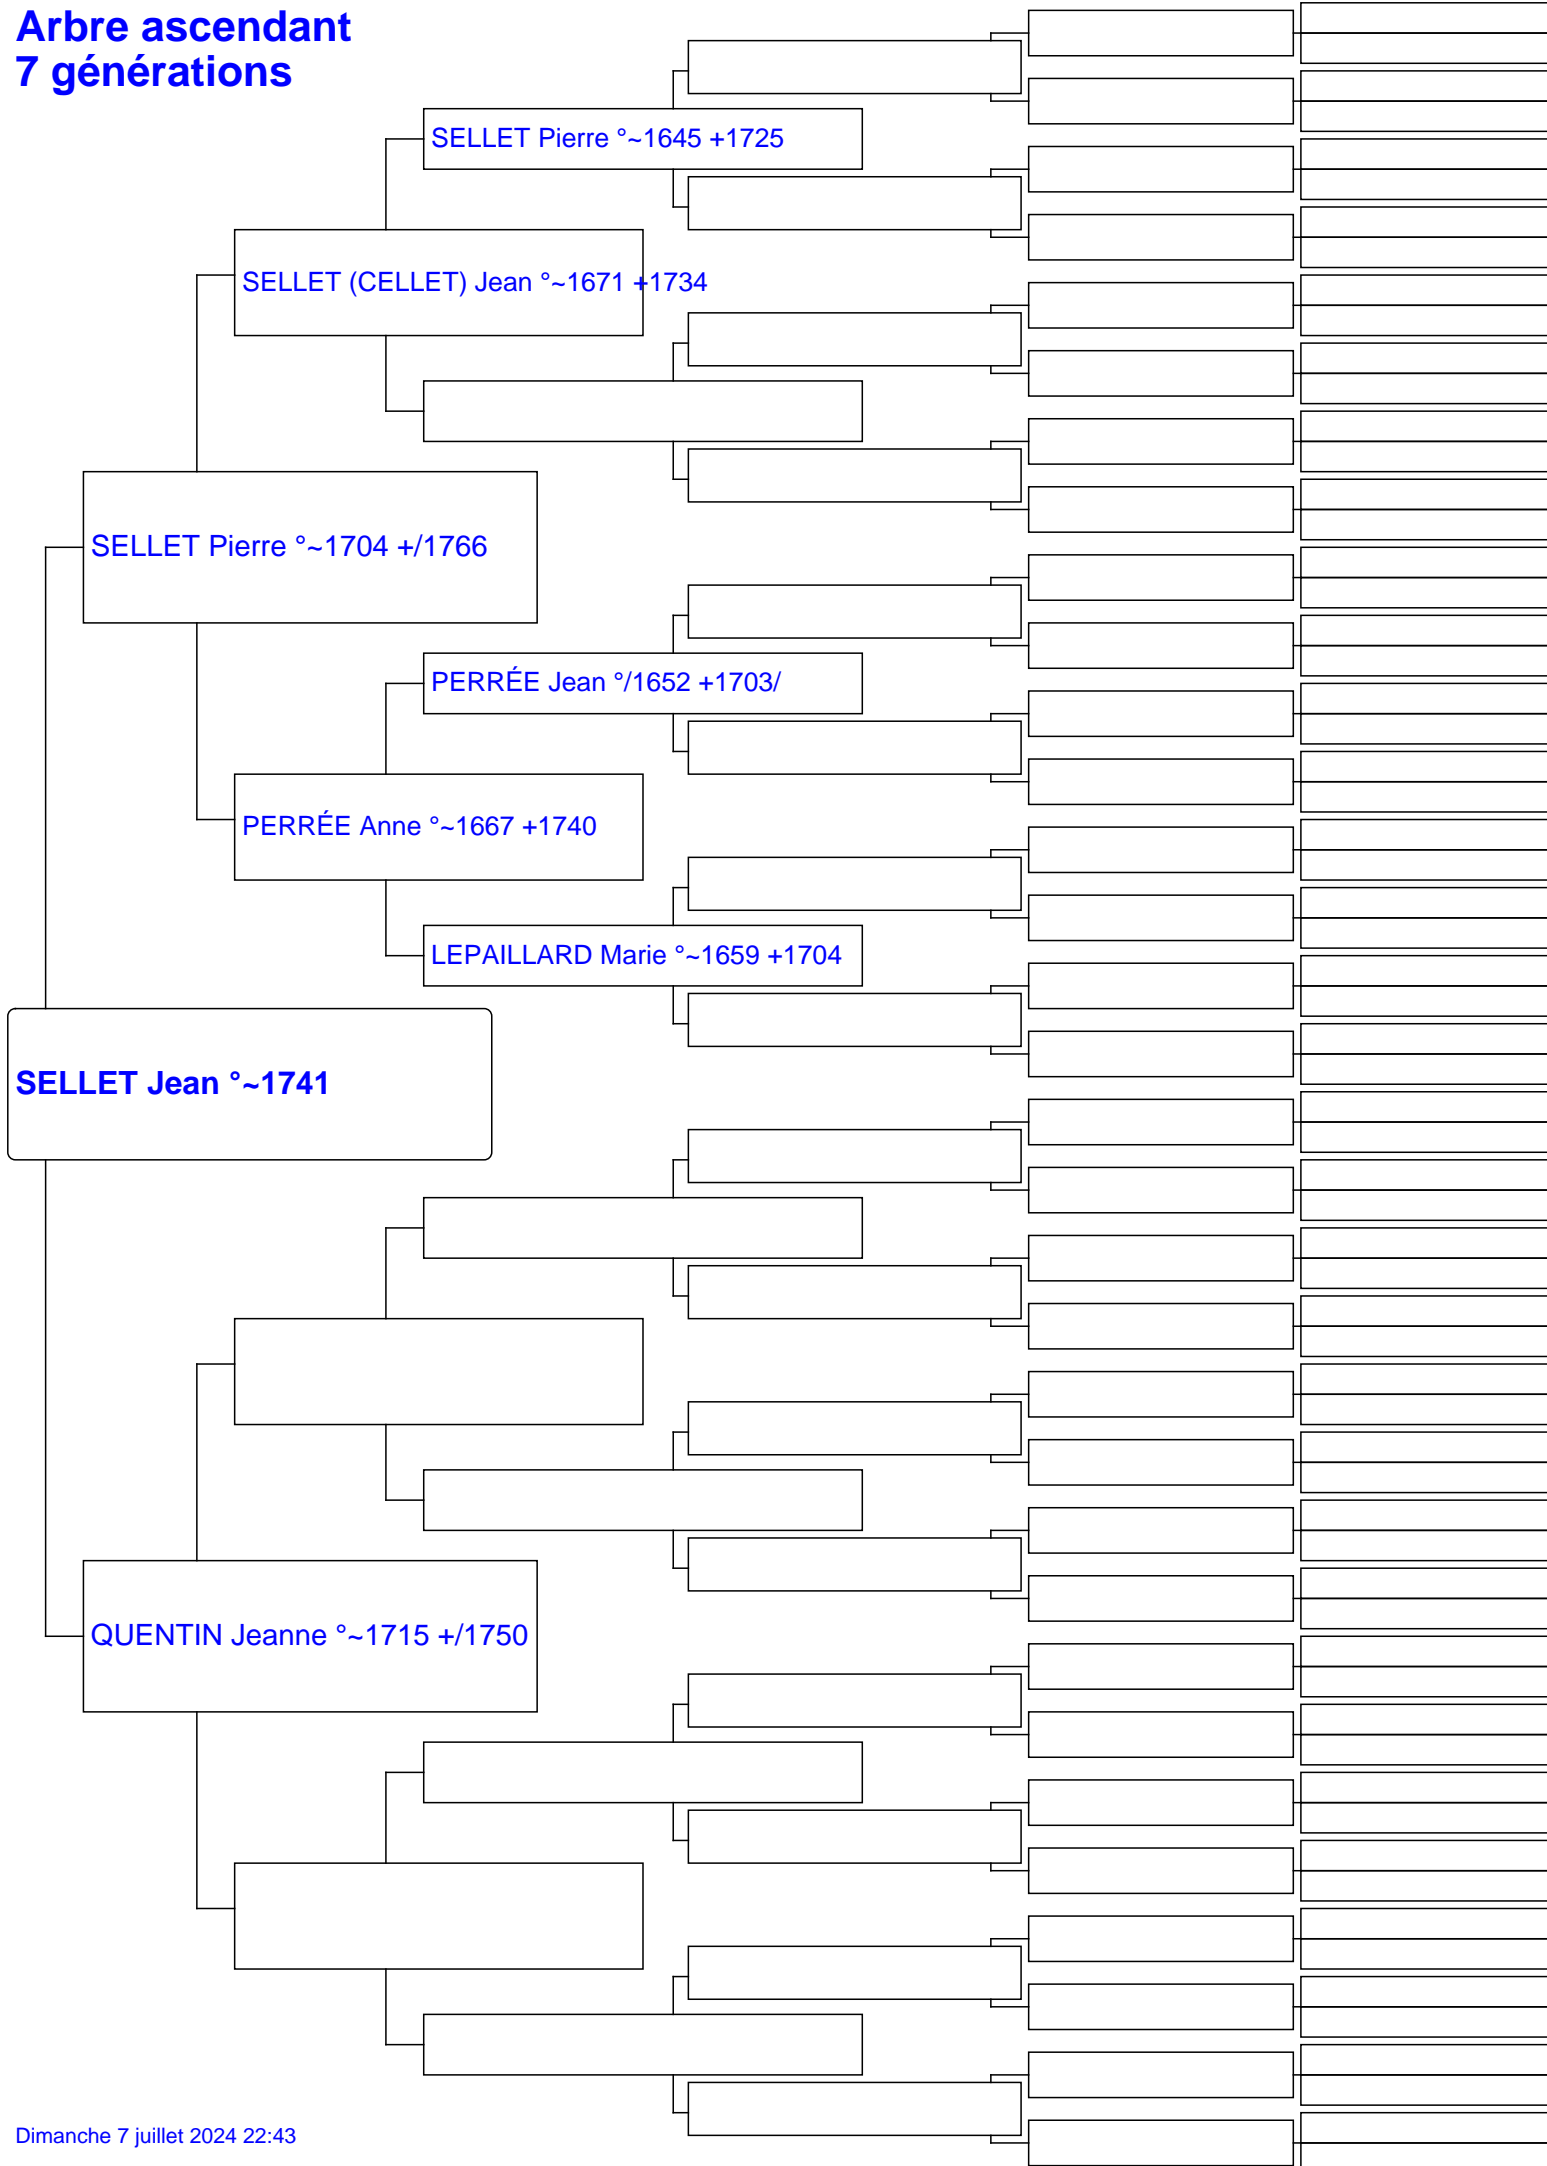 Arbre ascendant
7 générations
SELLET Pierre °~1645 +1725
SELLET (CELLET) Jean °~1671 +1734
SELLET Pierre °~1704 +/1766
PERRÉE Jean °/1652 +1703/
PERRÉE Anne °~1667 +1740
LEPAILLARD Marie °~1659 +1704
SELLET Jean °~1741
QUENTIN Jeanne °~1715 +/1750
Dimanche 7 juillet 2024 22:43